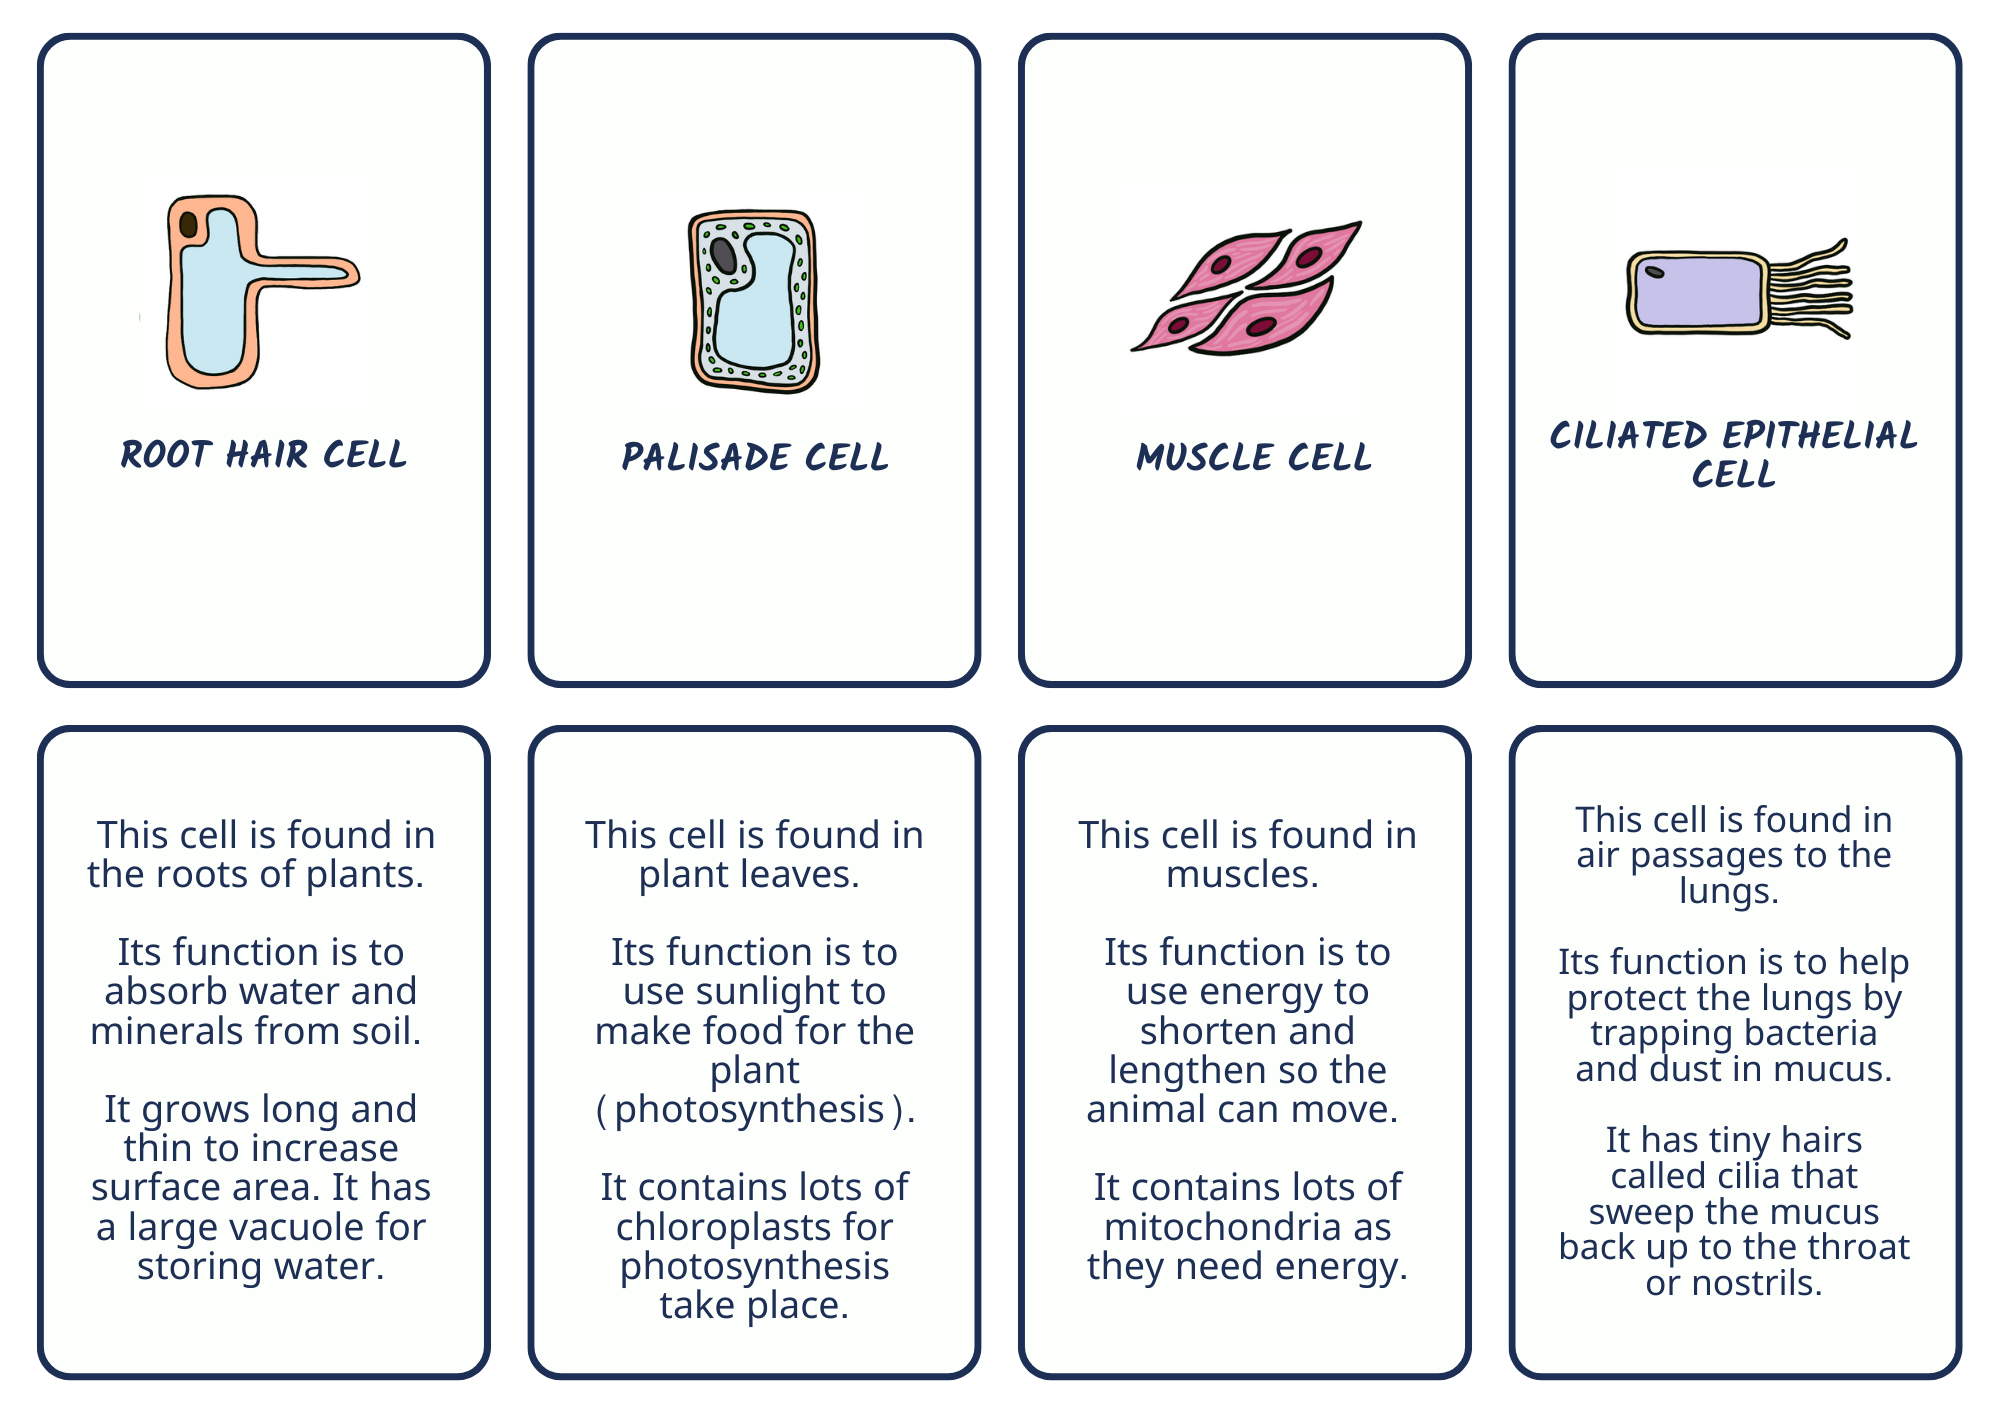 ROOT HAIR CELL
PALISADE CELL
MUSCLE CELL
CILIATED EPITHELIAL
CELL
This cell is found in
the roots of plants.
Its function is to
absorb water and
minerals from soil.
It grows long and
thin to increase
surface area. It has
a large vacuole for
storing water.
This cell is found in
plant leaves.
Its function is to
use sunlight to
make food for the
plant
(photosynthesis).
It contains lots of
chloroplasts for
photosynthesis
take place.
This cell is found in
muscles.
Its function is to
use energy to
shorten and
lengthen so the
animal can move.
It contains lots of
mitochondria as
they need energy.
This cell is found in
air passages to the
lungs.
Its function is to help
protect the lungs by
trapping bacteria
and dust in mucus.
It has tiny hairs
called cilia that
sweep the mucus
back up to the throat
or nostrils.